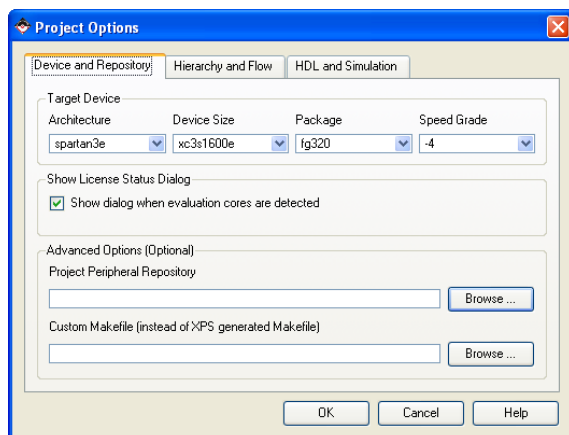 Project Options
Device and Repository Hierarchy and Flow HDL and Simulation
Target Device
Architecture Device Size Package Speed Grade
spartan3e xc3s1600e fg320 -4
Show License Status Dialog
Show dialog when evaluation cores are detected
Advanced Options (Optional)
Project Peripheral Repository
Browse ...
Custom Makefile (instead of XPS generated Makefile)
Browse ...
OK Cancel Help